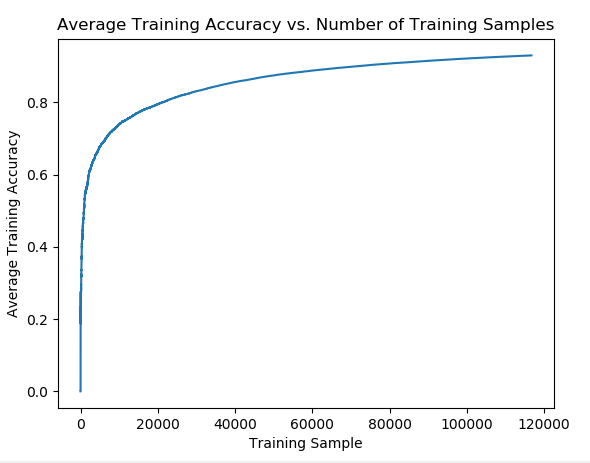 Average Training Accuracy vs. Number of Training Samples
Average Training Accuracy
0.8
0.6
0.4
0.2
0.0
0 20000 40000 60000 80000 100000 120000
Training Sample